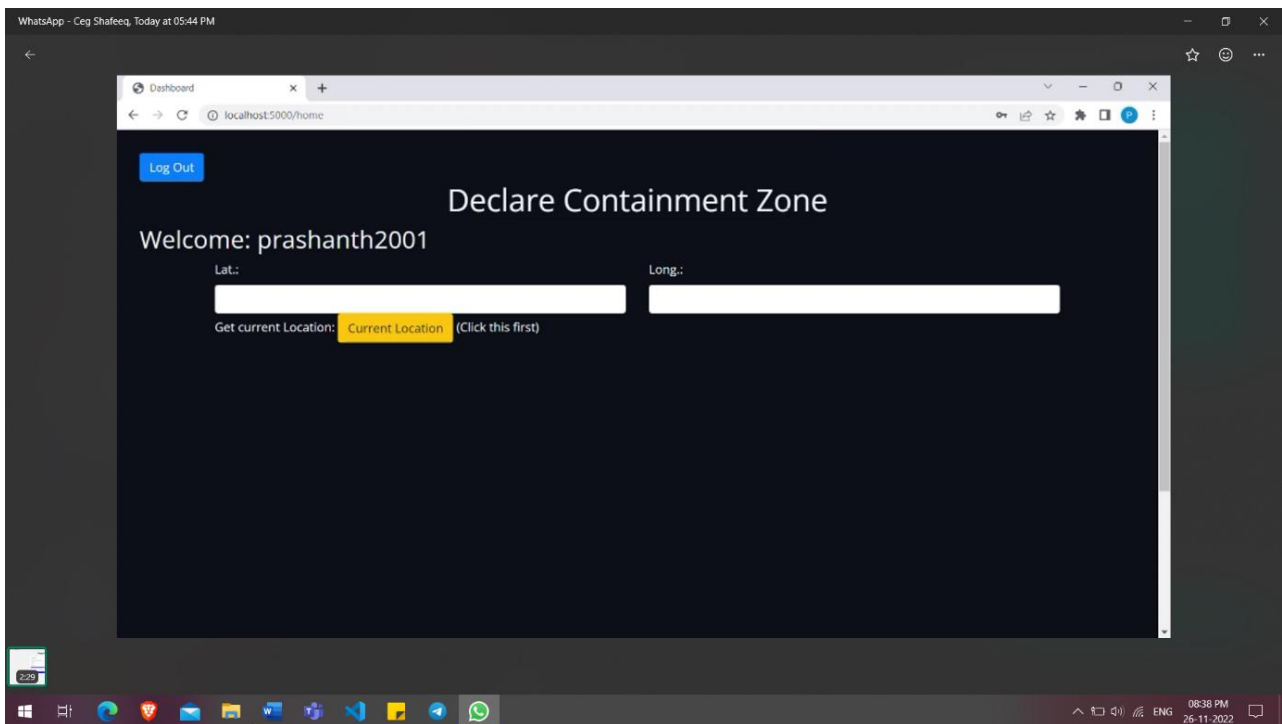 WhatsApp - Ceg Shafeeq, Today at 05:44 PM
Dashboard
localhost:5000/home
P
Log Out
Declare Containment Zone
Welcome: prashanth2001
Lat.: Long.:
Get current Location: Current Location (Click this first)
2:29
ENG 08:38 PM
26-11-2022